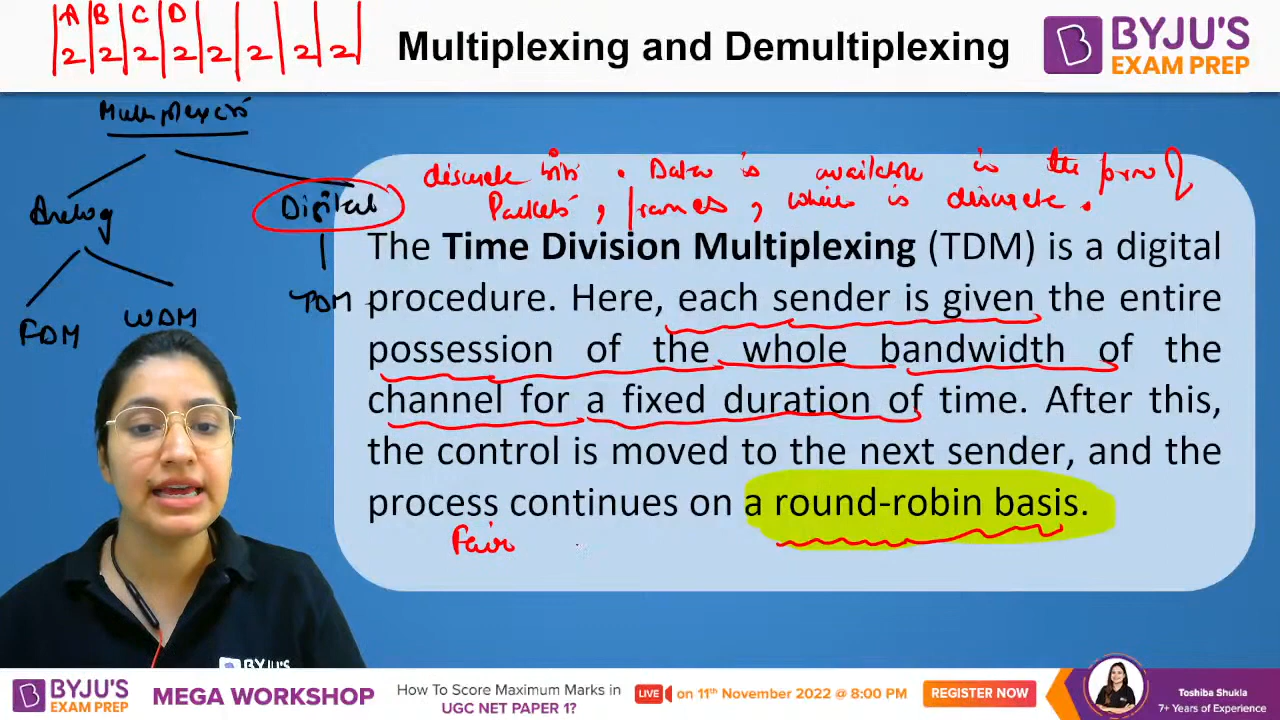 A B C D
2 2 2 2 2 2 2 2
Multiplexing and Demultiplexing
BYJU'S
EXAM PREP
Multiplexers
Analog
Digital
FDM
WDM
TDM
discrete bits . Data is available in the form of
Packets , frames , which is discrete .
The Time Division Multiplexing (TDM) is a digital
procedure. Here, each sender is given the entire
possession of the whole bandwidth of the
channel for a fixed duration of time. After this,
the control is moved to the next sender, and the
process continues on a round-robin basis.
Fair
BYJU'S
BYJU'S
EXAM PREP
MEGA WORKSHOP
How To Score Maximum Marks in
UGC NET PAPER 1?
LIVE on 11th November 2022 @ 8:00 PM
REGISTER NOW
Toshiba Shukla
7+ Years of Experience